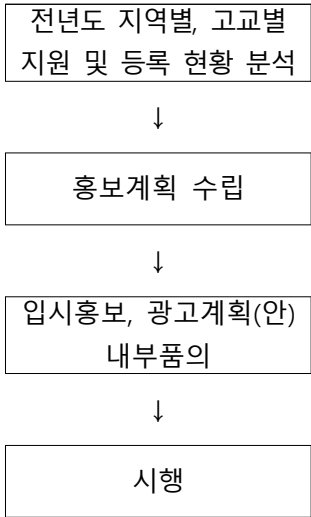 전년도 지역별, 고교별
지원 및 등록 현황 분석
↓
홍보계획 수립
↓
입시홍보, 광고계획(안)
내부품의
↓
시행